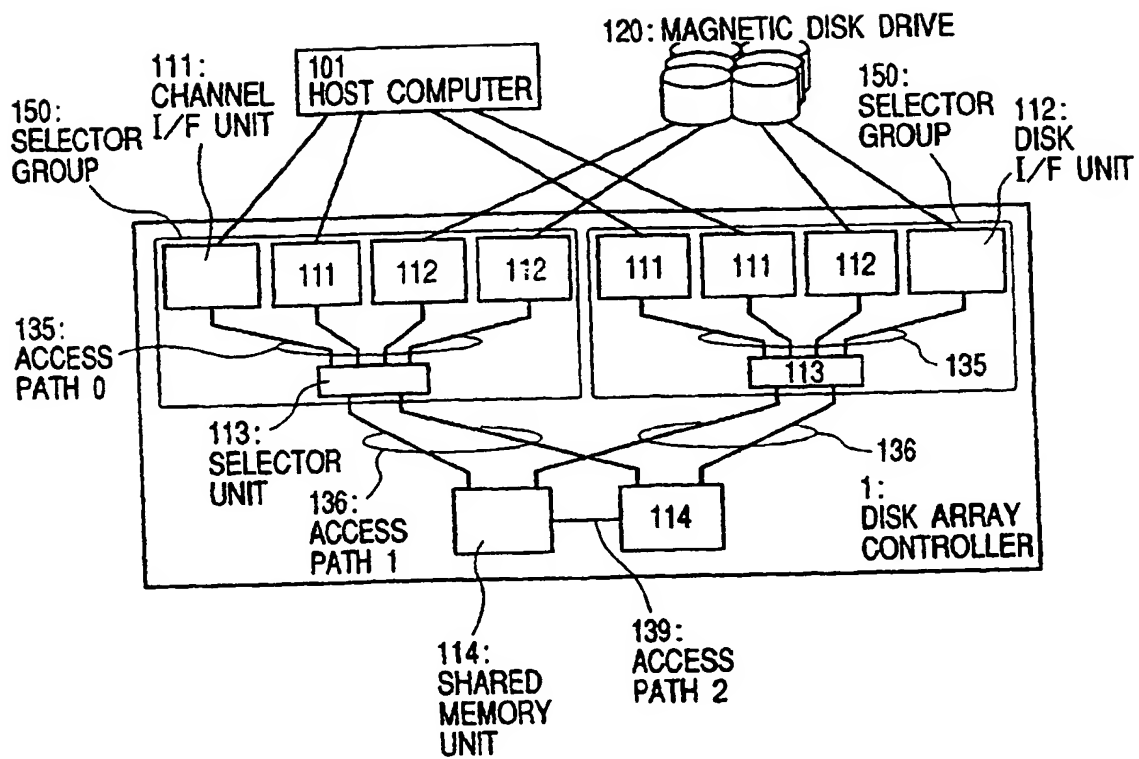 120: MAGNETIC DISK DRIVE
111:
CHANNEL
I/F UNIT
101
HOST COMPUTER
150:
SELECTOR
GROUP
150:
SELECTOR
GROUP
112:
DISK
I/F UNIT
111
112
112
111
111
112
135:
ACCESS
PATH 0
113
135
113:
SELECTOR
UNIT
136
136:
ACCESS
PATH 1
114
1:
DISK ARRAY
CONTROLLER
114:
SHARED
MEMORY
UNIT
139:
ACCESS
PATH 2